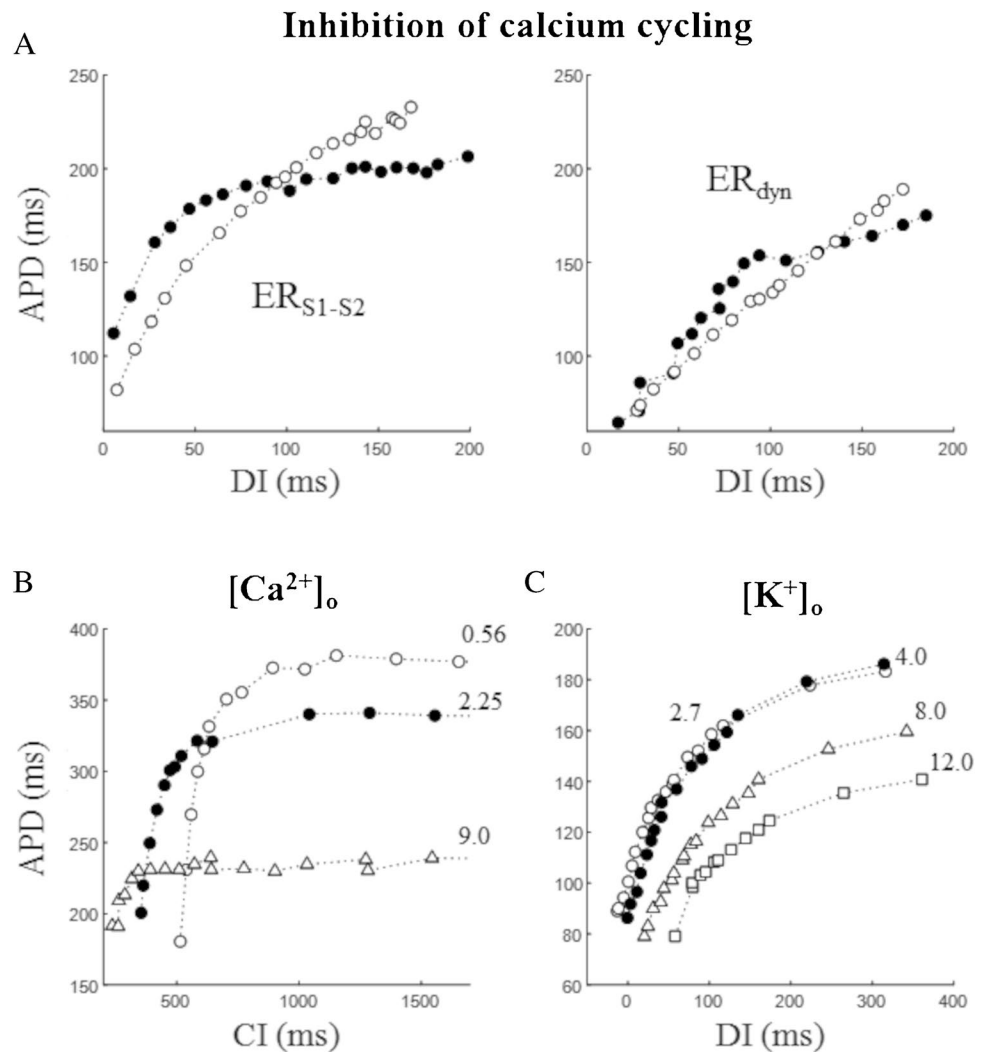 Inhibition of calcium cycling
A
250
200
150
100
0 50 100 150 200
APD (ms)
DI (ms)
ER_S1-S2
250
200
150
100
0 50 100 150 200
DI (ms)
ER_dyn
B
[Ca²⁺]ₒ
400
350
300
250
200
150
500 1000 1500
APD (ms)
CI (ms)
0.56
2.25
9.0
C
[K⁺]ₒ
200
180
160
140
120
100
80
60
0 100 200 300 400
DI (ms)
2.7
4.0
8.0
12.0